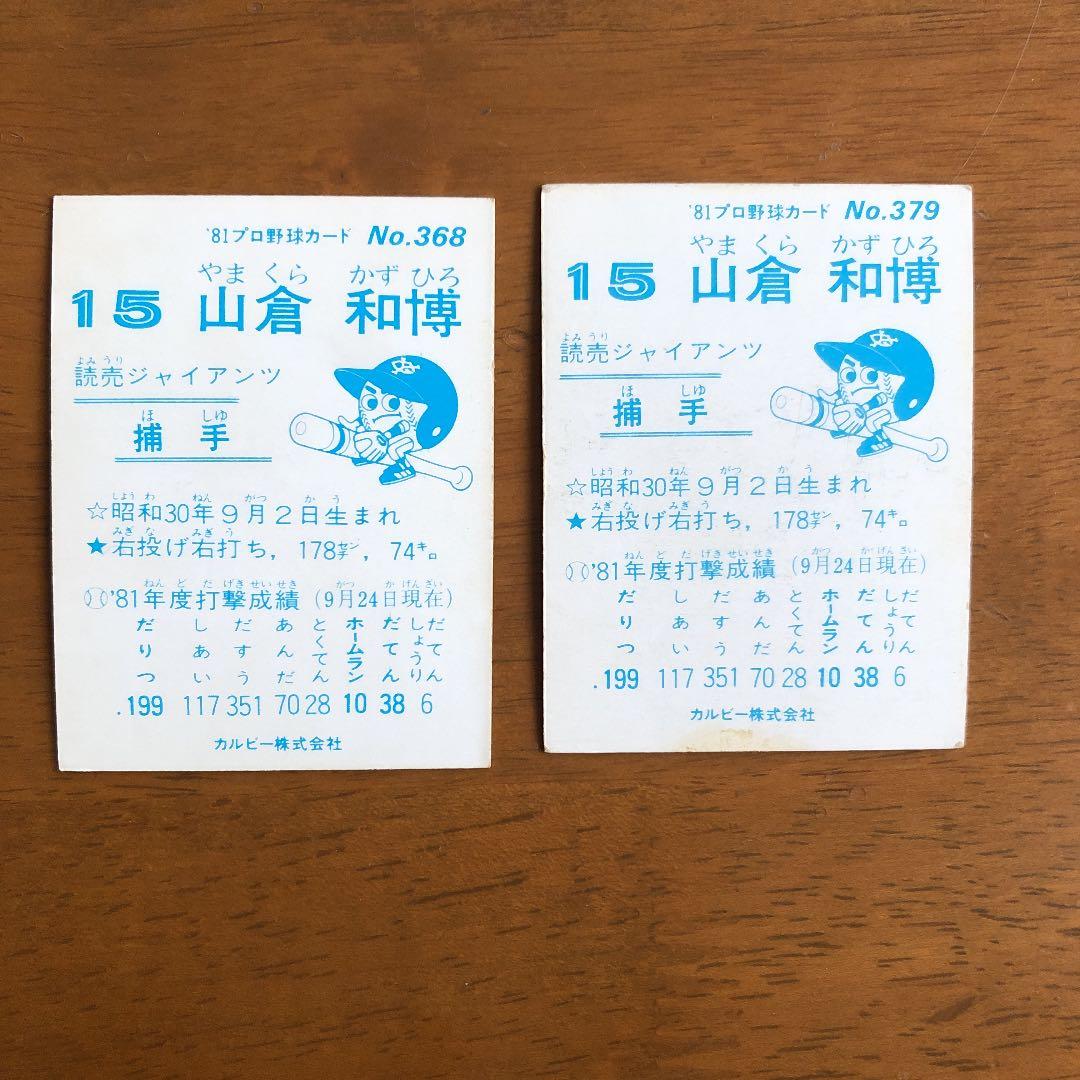 '81プロ野球カード No.368
やま くら かず ひろ
15 山倉 和博
よみ うり
読売ジャイアンツ
ほ しゆ
捕手
しよう わ ねん がつ か う
☆昭和30年9月2日生まれ
みぎ な みぎ う
★右投げ右打ち, 178センチ, 74キロ
ねん ど だ げき せい せき がつ か げんざい
'81年度打撃成績 (9月24日現在)
だりつ しあい だすう あんだ とくてん ホームラン だてん しょうりだてん
.199 117 351 70 28 10 38 6
カルビー株式会社
'81プロ野球カード No.379
やま くら かず ひろ
15 山倉 和博
よみ うり
読売ジャイアンツ
ほ しゆ
捕手
しよう わ ねん がつ か う
☆昭和30年9月2日生まれ
みぎ な みぎ う
★右投げ右打ち, 178センチ, 74キロ
ねん ど だ げき せい せき がつ か げんざい
'81年度打撃成績 (9月24日現在)
だりつ しあい だすう あんだ とくてん ホームラン だてん しょうりだてん
.199 117 351 70 28 10 38 6
カルビー株式会社